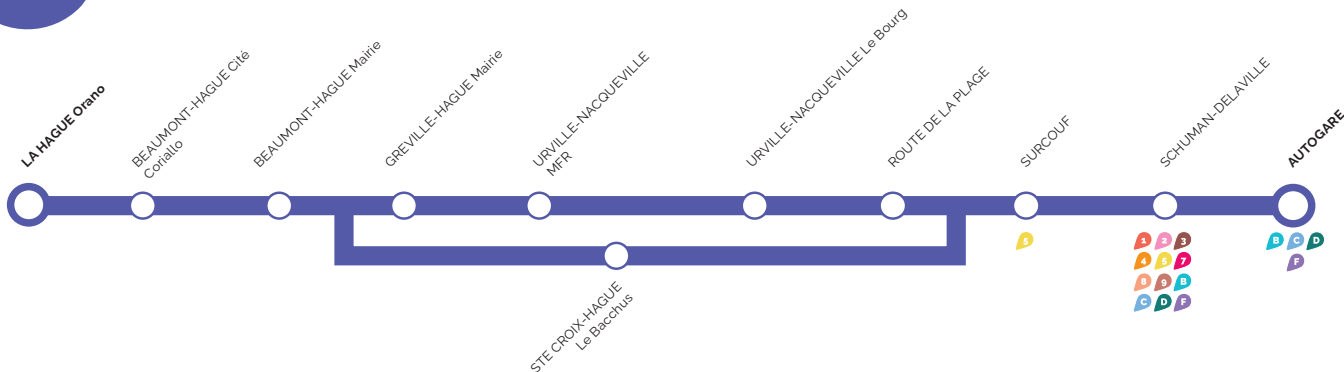 LA HAGUE Orano
BEAUMONT-HAGUE Cité
Coriallo
BEAUMONT-HAGUE Mairie
GREVILLE-HAGUE Mairie
URVILLE-NACQUEVILLE
MFR
URVILLE-NACQUEVILLE Le Bourg
ROUTE DE LA PLAGE
SURCOUF
SCHUMAN-DELAVILLE
AUTOGARE
5
1 2 3
4 5 7
8 9 B
C D F
B C D
F
STE CROIX-HAGUE
Le Bacchus